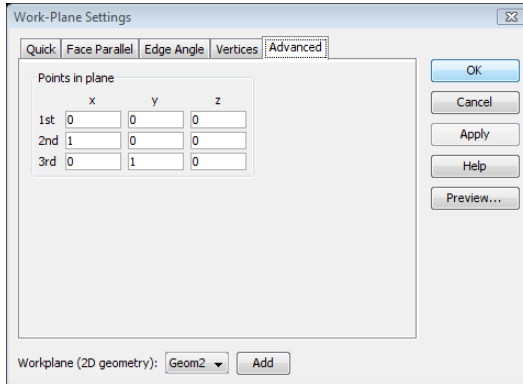 Work-Plane Settings
Quick Face Parallel Edge Angle Vertices Advanced
Points in plane
x y z
1st 0 0 0
2nd 1 0 0
3rd 0 1 0
OK
Cancel
Apply
Help
Preview...
Workplane (2D geometry): Geom2 Add